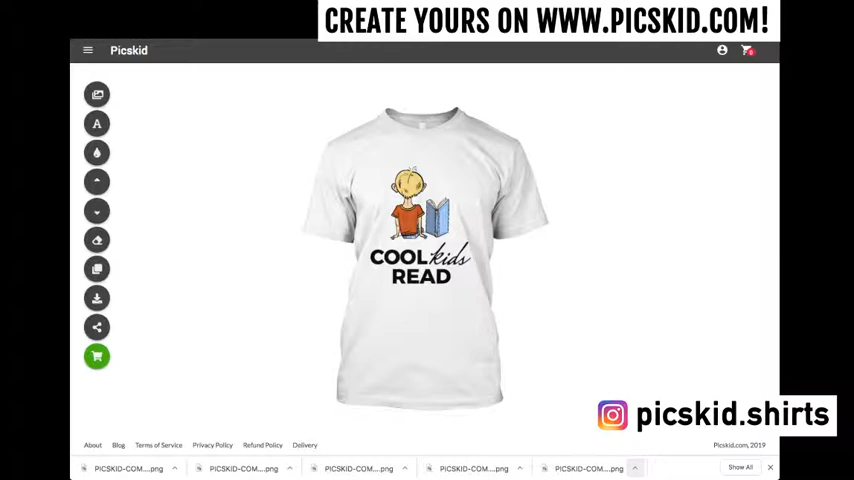 CREATE YOURS ON WWW.PICSKID.COM!
Picskid
0
A
COOL kids
READ
picskid.shirts
About Blog Terms of Service Privacy Policy Refund Policy Delivery
Picskid.com, 2019
PICSKID-COM....png PICSKID-COM....png PICSKID-COM....png PICSKID-COM....png PICSKID-COM....png Show All